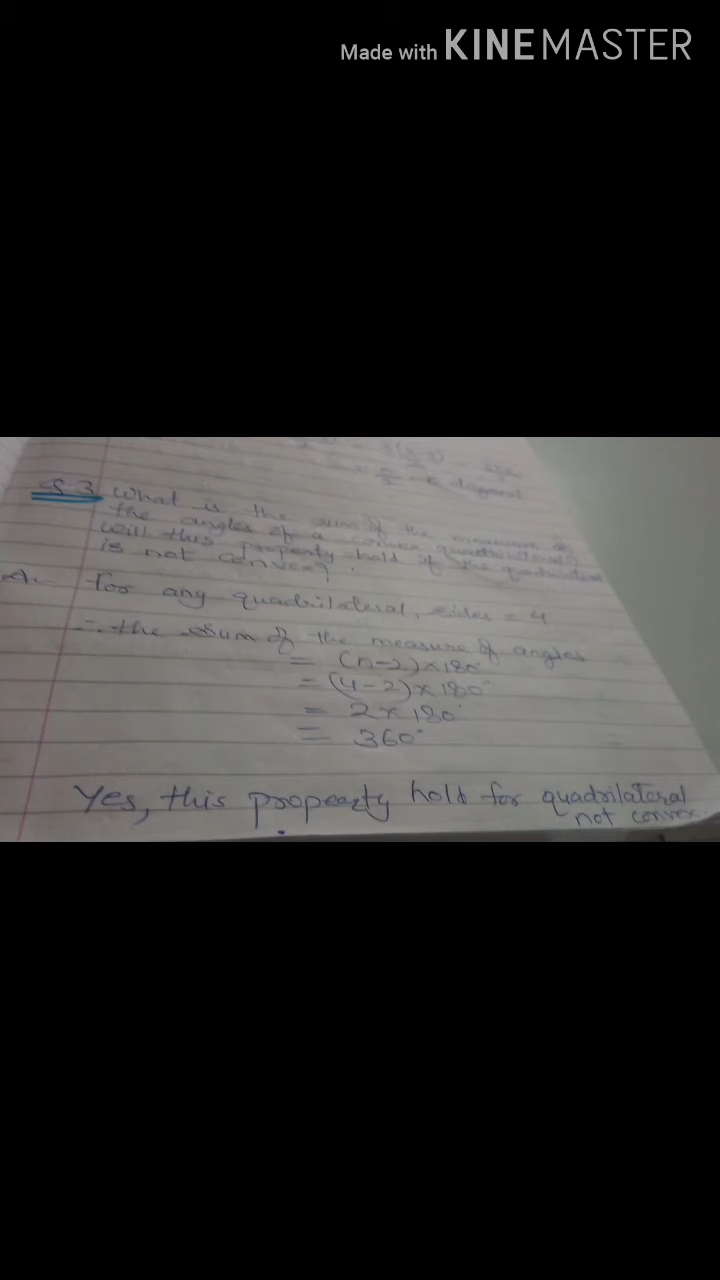 Made with KINEMASTER
Q3 What is the sum of the measure of
the angles of a convex quadrilateral?
will this property hold if the quadrilateral
is not convex?
for any quadrilateral, sides = 4
∴ the sum of the measure of angles
= (n-2)×180°
= (4-2)×180°
= 2×180°
= 360°
Yes, this property hold for quadrilateral
not convex.